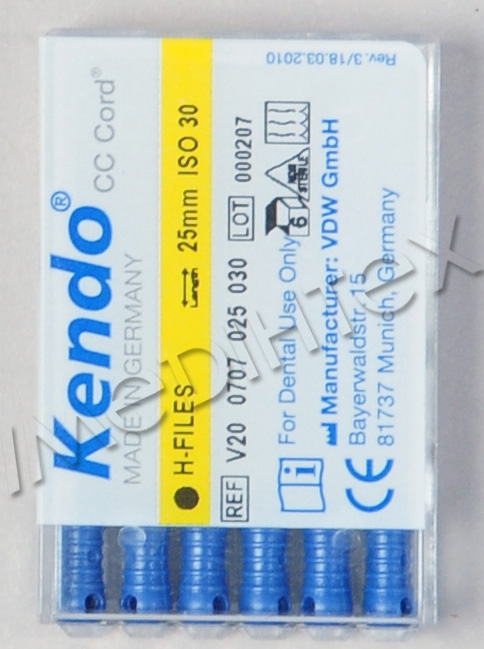 Kendo®
CC Cord®
MADE IN GERMANY
H-FILES Length 25mm ISO 30
REF V20 0707 025 030 LOT 000207
6 NON STERILE
For Dental Use Only
Manufacturer: VDW GmbH
Bayerwaldstr. 15
81737 Munich, Germany
CE
Rev.3/18.03.2010
iMeDiHTex